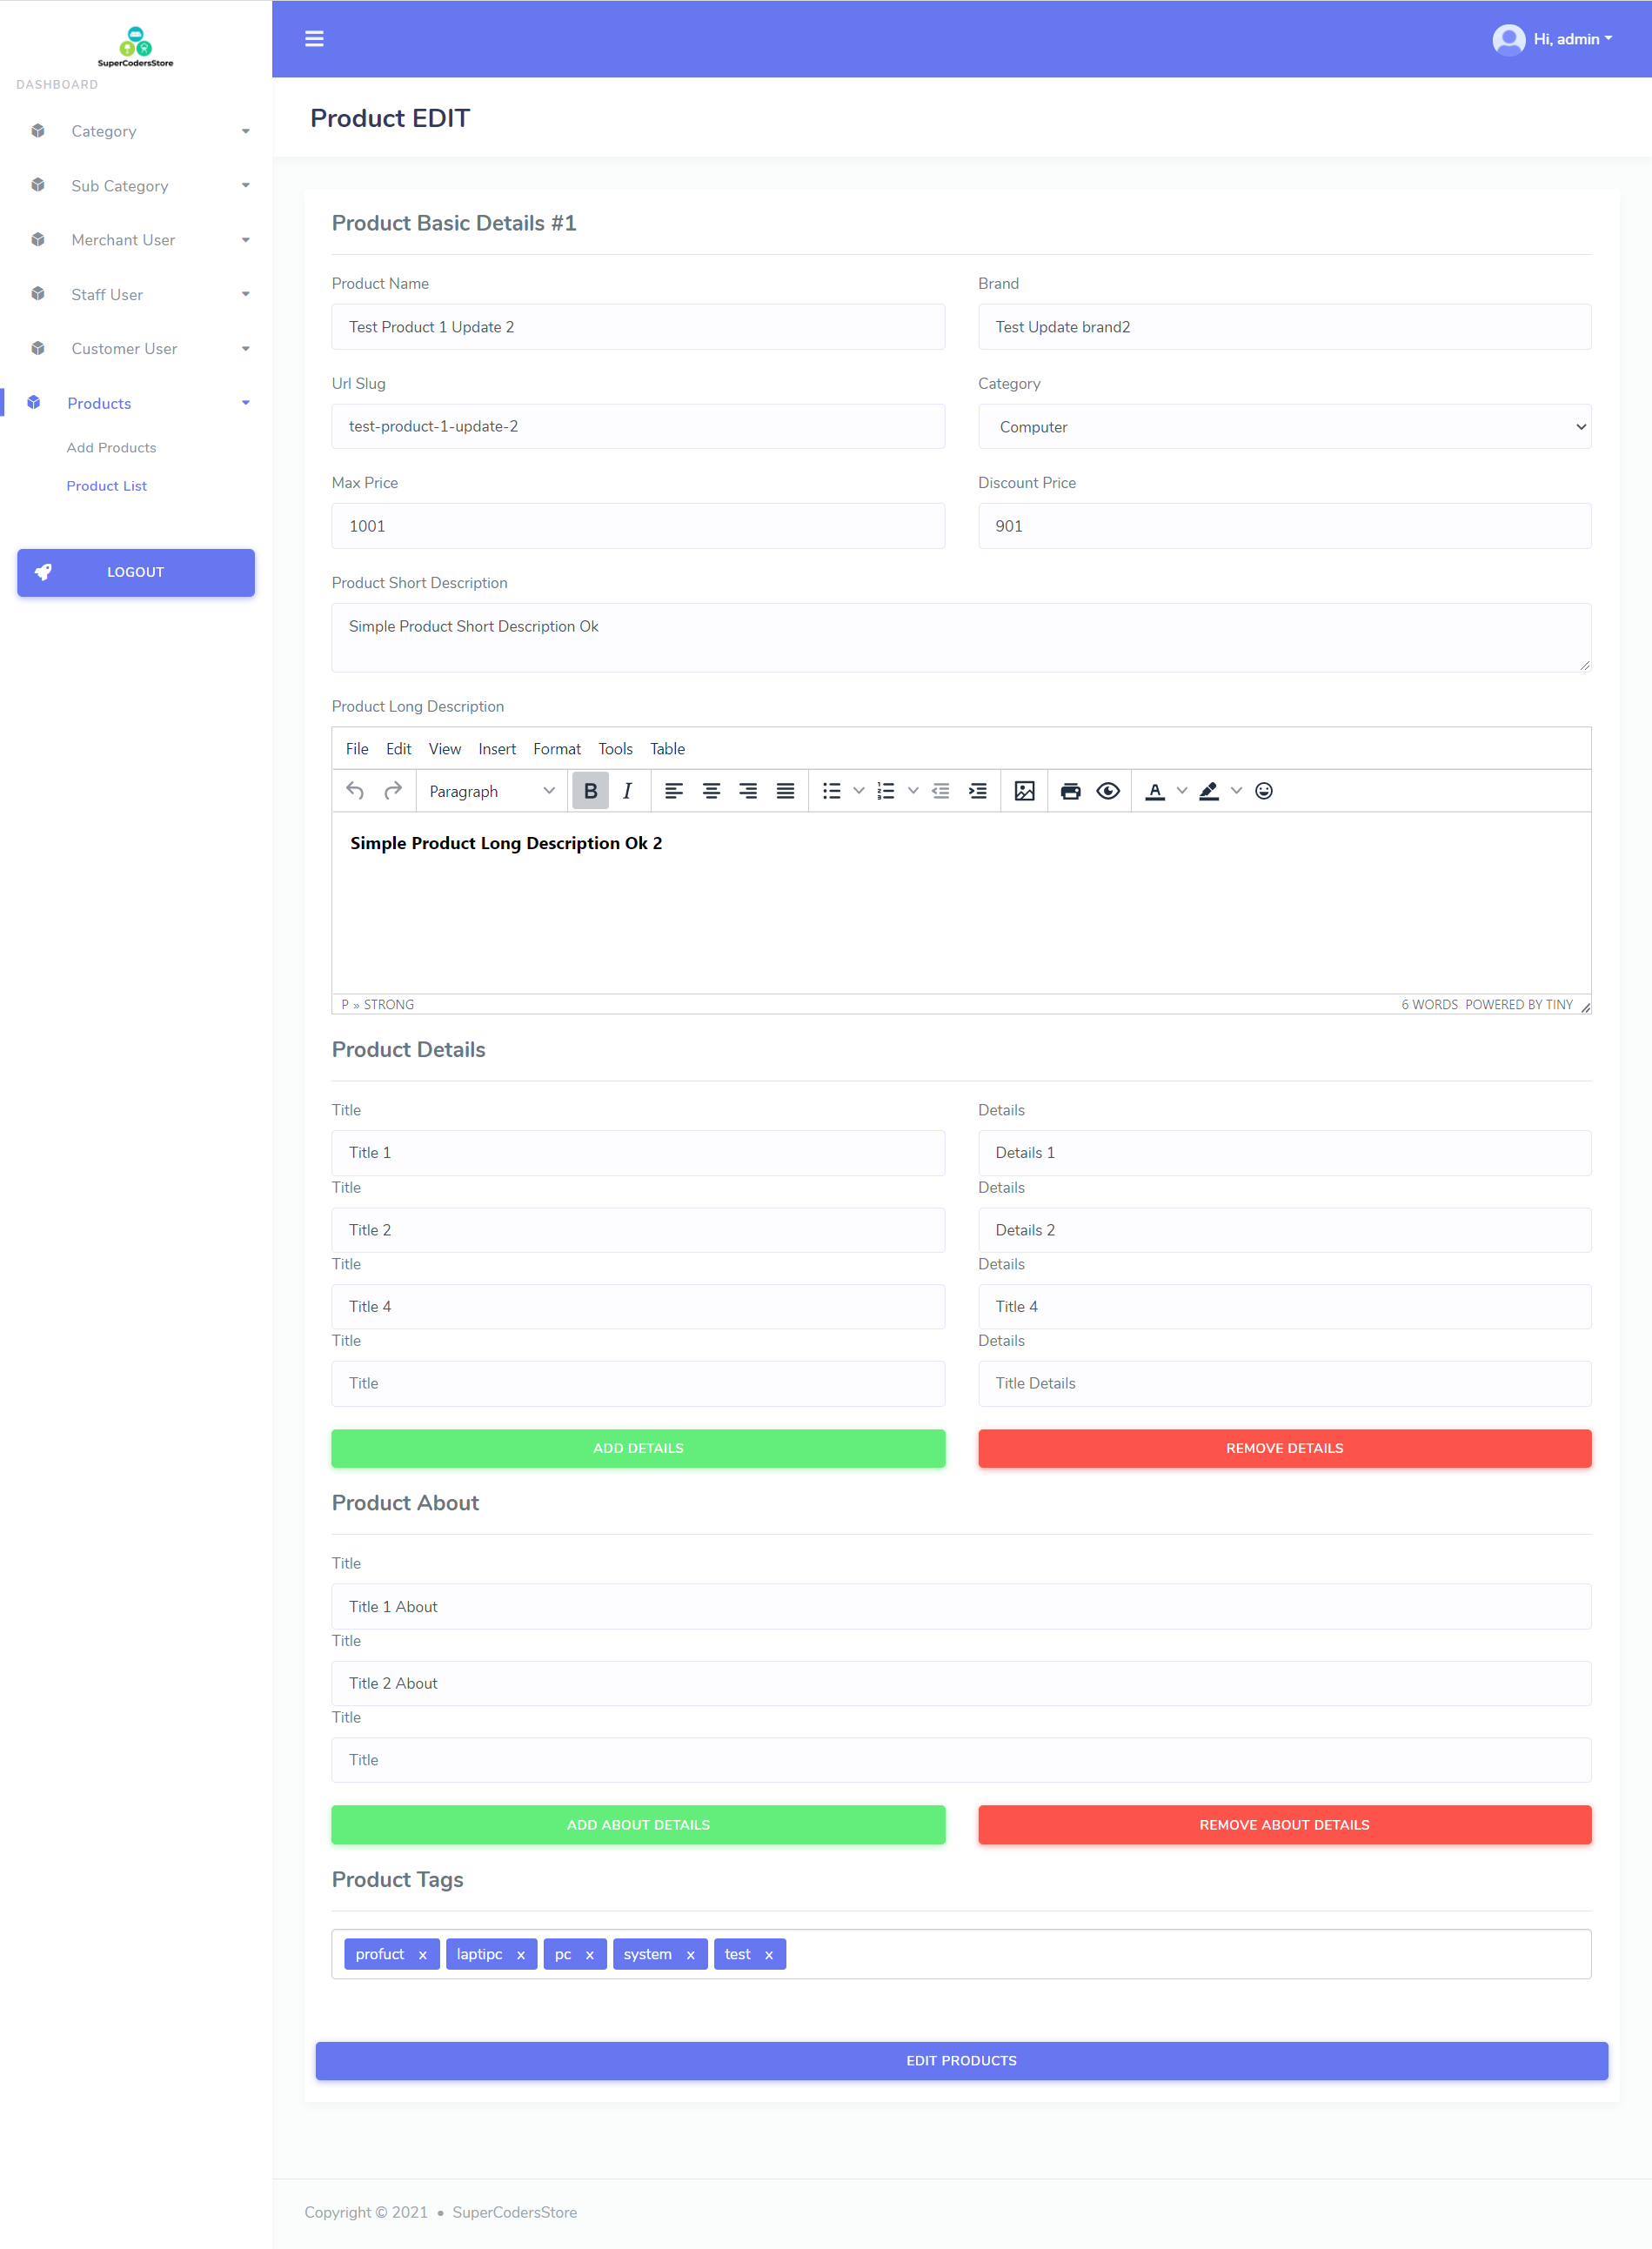 SuperCodersStore
DASHBOARD
Category
Sub Category
Merchant User
Staff User
Customer User
Products
Add Products
Product List
LOGOUT
Hi, admin
Product EDIT
Product Basic Details #1
Product Name Brand
Test Product 1 Update 2 Test Update brand2
Url Slug Category
test-product-1-update-2 Computer
Max Price Discount Price
1001 901
Product Short Description
Simple Product Short Description Ok
Product Long Description
File Edit View Insert Format Tools Table
Paragraph B I A
Simple Product Long Description Ok 2
P » STRONG 6 WORDS POWERED BY TINY
Product Details
Title Details
Title 1 Details 1
Title Details
Title 2 Details 2
Title Details
Title 4 Title 4
Title Details
Title Title Details
ADD DETAILS REMOVE DETAILS
Product About
Title
Title 1 About
Title
Title 2 About
Title
Title
ADD ABOUT DETAILS REMOVE ABOUT DETAILS
Product Tags
profuct x laptipc x pc x system x test x
EDIT PRODUCTS
Copyright © 2021 • SuperCodersStore